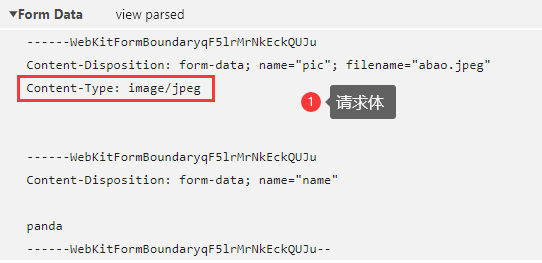 ▼Form Data view parsed
------WebKitFormBoundaryqF5lrMrNkEckQUJu
Content-Disposition: form-data; name="pic"; filename="abao.jpeg"
Content-Type: image/jpeg
1 请求体
------WebKitFormBoundaryqF5lrMrNkEckQUJu
Content-Disposition: form-data; name="name"
panda
------WebKitFormBoundaryqF5lrMrNkEckQUJu--